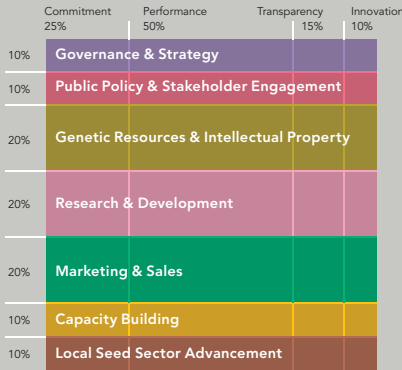 Commitment Performance Transparency Innovation
25% 50% 15% 10%
10% Governance & Strategy
10% Public Policy & Stakeholder Engagement
20% Genetic Resources & Intellectual Property
20% Research & Development
20% Marketing & Sales
10% Capacity Building
10% Local Seed Sector Advancement